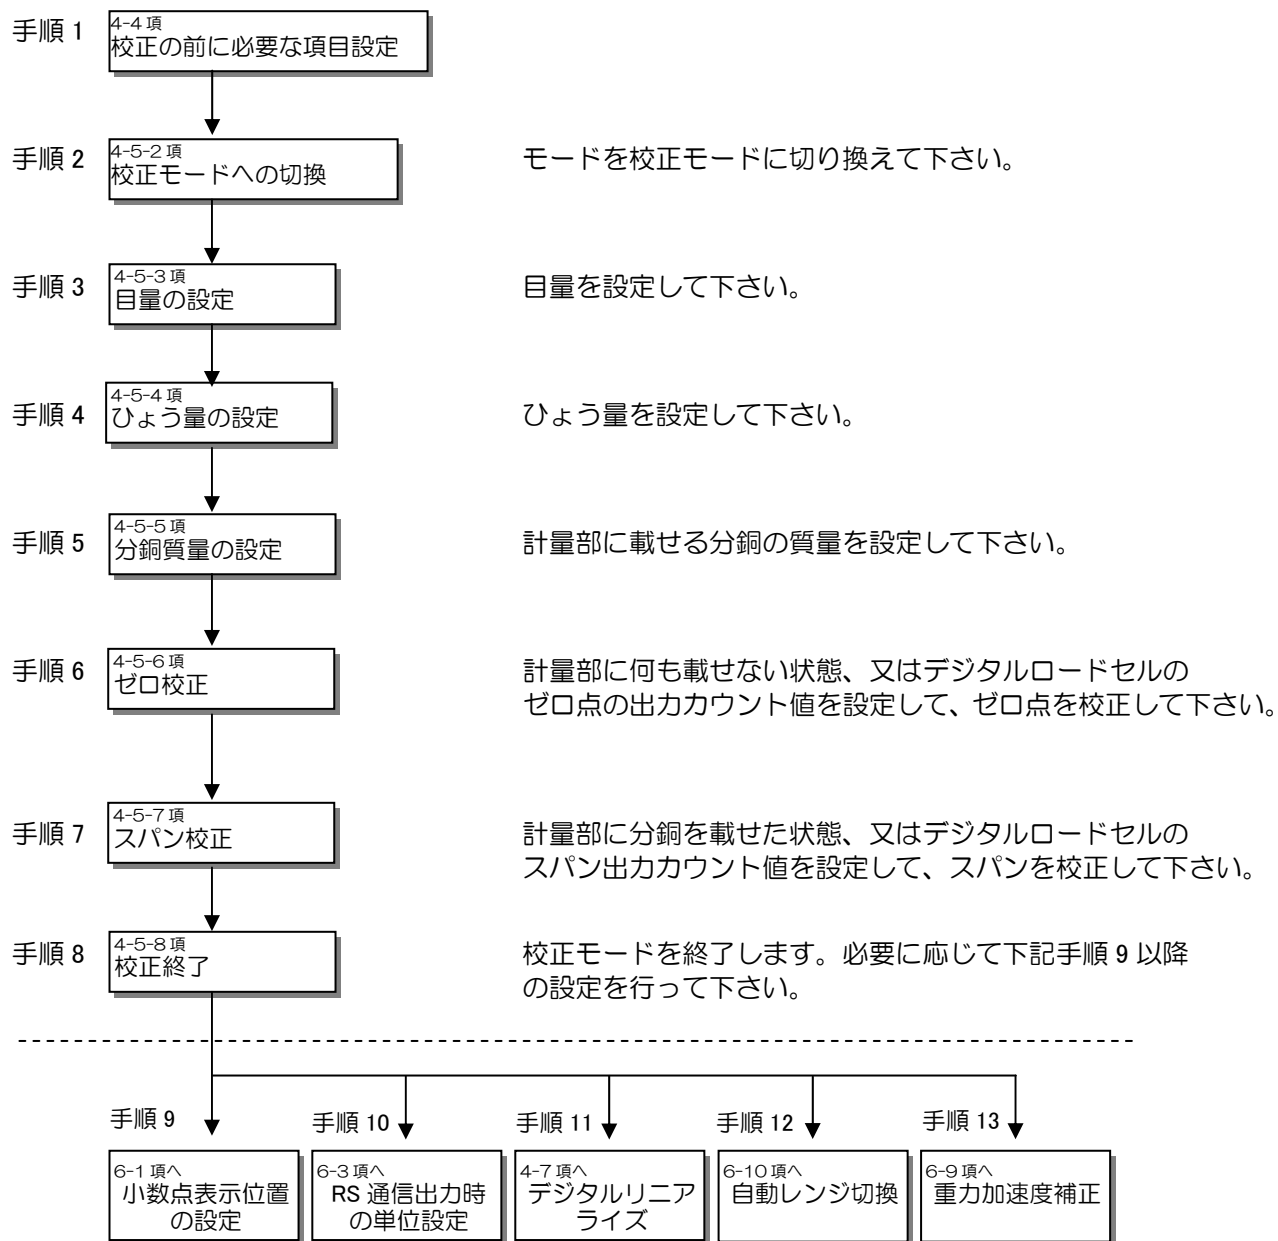 手順 1
4-4 項
校正の前に必要な項目設定
手順 2
4-5-2 項
校正モードへの切換
モードを校正モードに切り換えて下さい。
手順 3
4-5-3 項
目量の設定
目量を設定して下さい。
手順 4
4-5-4 項
ひょう量の設定
ひょう量を設定して下さい。
手順 5
4-5-5 項
分銅質量の設定
計量部に載せる分銅の質量を設定して下さい。
手順 6
4-5-6 項
ゼロ校正
計量部に何も載せない状態、又はデジタルロードセルの
ゼロ点の出力カウント値を設定して、ゼロ点を校正して下さい。
手順 7
4-5-7 項
スパン校正
計量部に分銅を載せた状態、又はデジタルロードセルの
スパン出力カウント値を設定して、スパンを校正して下さい。
手順 8
4-5-8 項
校正終了
校正モードを終了します。必要に応じて下記手順 9 以降
の設定を行って下さい。
手順 9
6-1 項へ
小数点表示位置
の設定
手順 10
6-3 項へ
RS 通信出力時
の単位設定
手順 11
4-7 項へ
デジタルリニア
ライズ
手順 12
6-10 項へ
自動レンジ切換
手順 13
6-9 項へ
重力加速度補正